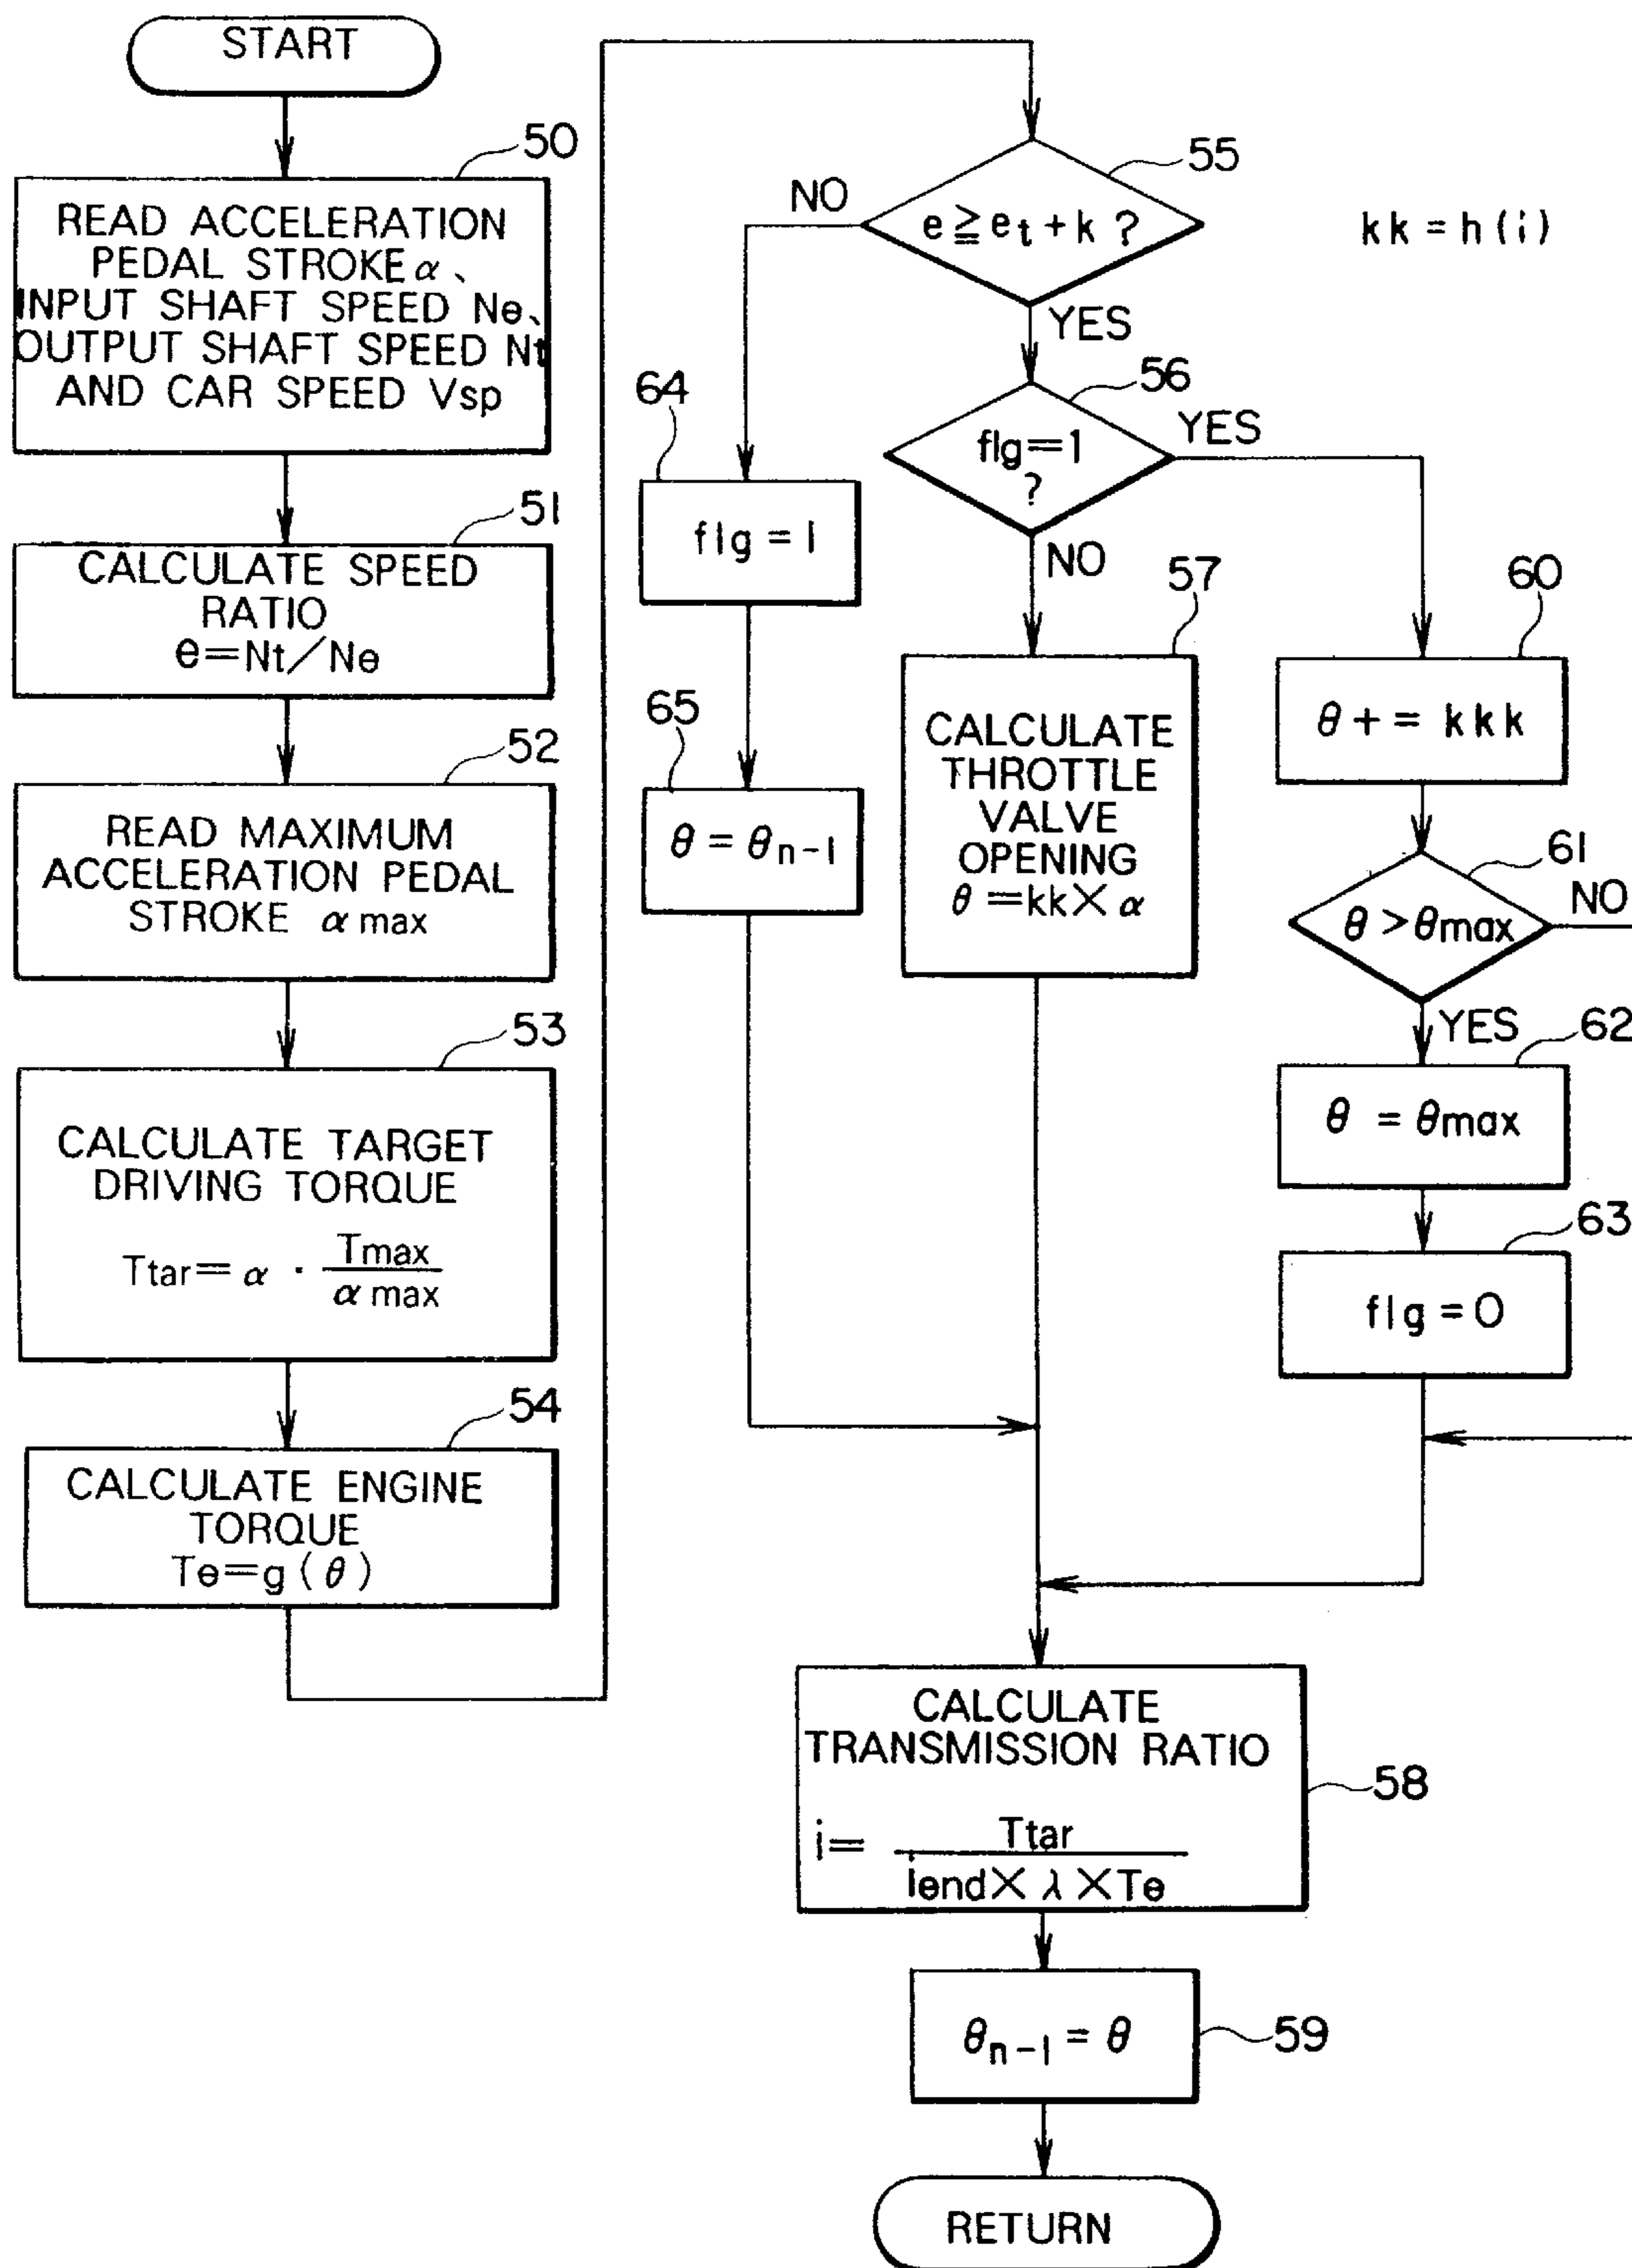 START
50
READ ACCELERATION
PEDAL STROKE α、
INPUT SHAFT SPEED Ne、
OUTPUT SHAFT SPEED Nt
AND CAR SPEED Vsp
51
CALCULATE SPEED
RATIO
e=Nt/Ne
52
READ MAXIMUM
ACCELERATION PEDAL
STROKE α max
53
CALCULATE TARGET
DRIVING TORQUE
Ttar= α · Tmax / α max
54
CALCULATE ENGINE
TORQUE
Te=g(θ)
55
e ≧ et + k ?
NO
YES
kk = h(i)
56
flg=1
?
YES
NO
64
flg = 1
65
θ = θn-1
57
CALCULATE
THROTTLE
VALVE
OPENING
θ =kk× α
60
θ + = kkk
61
θ > θmax
NO
YES
62
θ = θmax
63
flg = 0
58
CALCULATE
TRANSMISSION RATIO
i= Ttar / iend× λ ×Te
59
θn-1 = θ
RETURN